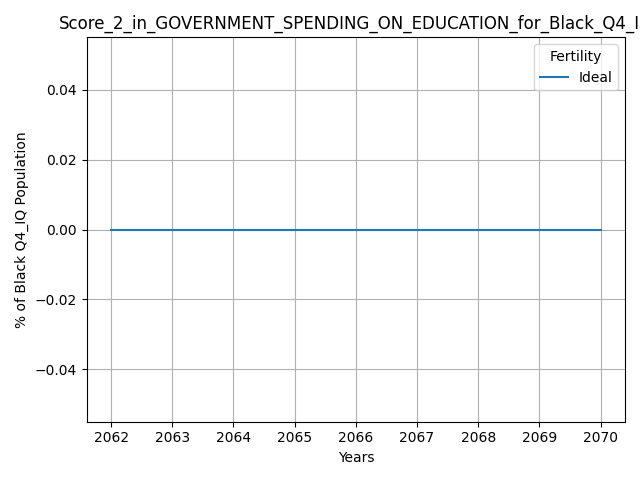 Score_2_in_GOVERNMENT_SPENDING_ON_EDUCATION_for_Black_Q4_I
Fertility
Ideal
0.04
0.02
0.00
−0.02
−0.04
% of Black Q4_IQ Population
2062 2063 2064 2065 2066 2067 2068 2069 2070
Years